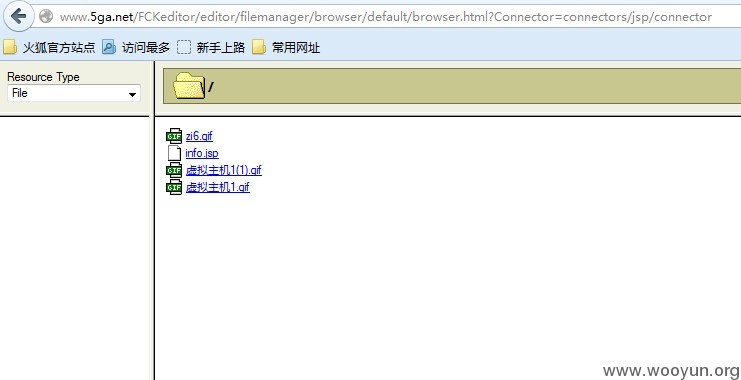 www.5ga.net/FCKeditor/editor/filemanager/browser/default/browser.html?Connector=connectors/jsp/connector
火狐官方站点 访问最多 新手上路 常用网址
Resource Type
File
/
GIF zi6.gif
info.jsp
GIF 虚拟主机1(1).gif
GIF 虚拟主机1.gif
www.wooyun.org